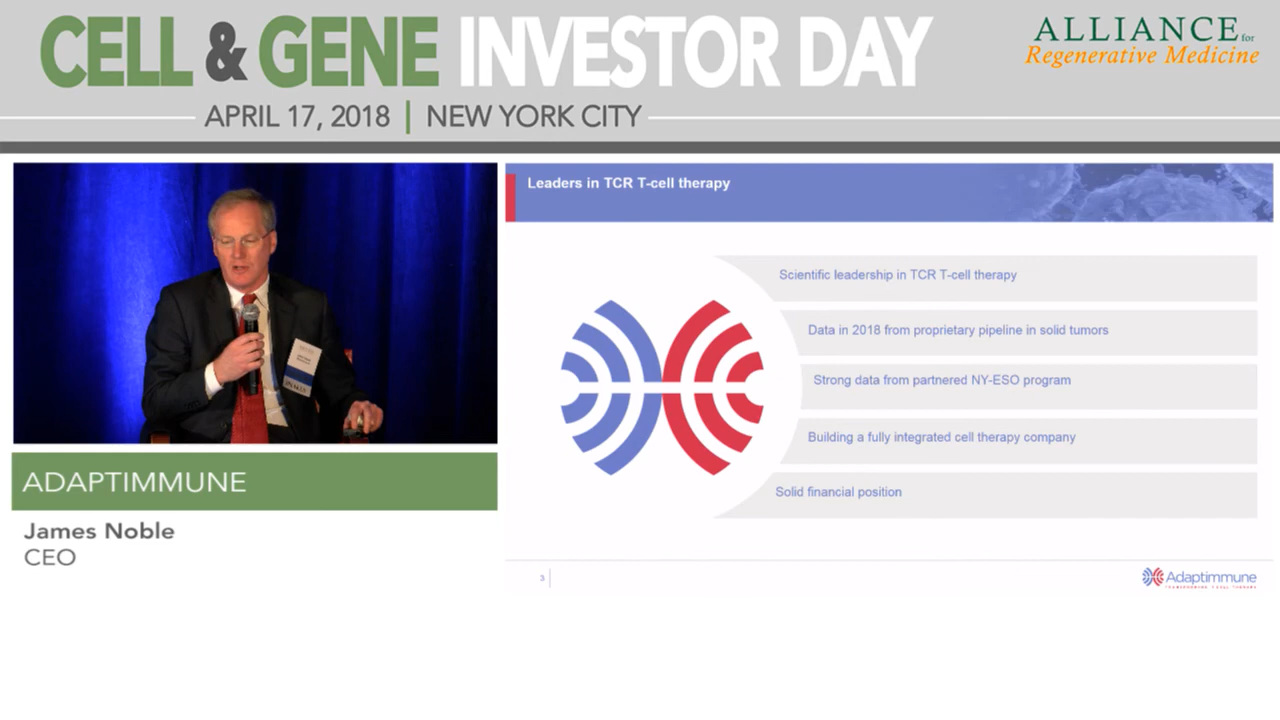 CELL & GENE INVESTOR DAY
APRIL 17, 2018 | NEW YORK CITY
ALLIANCE for
Regenerative Medicine
Leaders in TCR T-cell therapy
Scientific leadership in TCR T-cell therapy
Data in 2018 from proprietary pipeline in solid tumors
Strong data from partnered NY-ESO program
Building a fully integrated cell therapy company
Solid financial position
3
Adaptimmune
ADAPTIMMUNE
James Noble
CEO